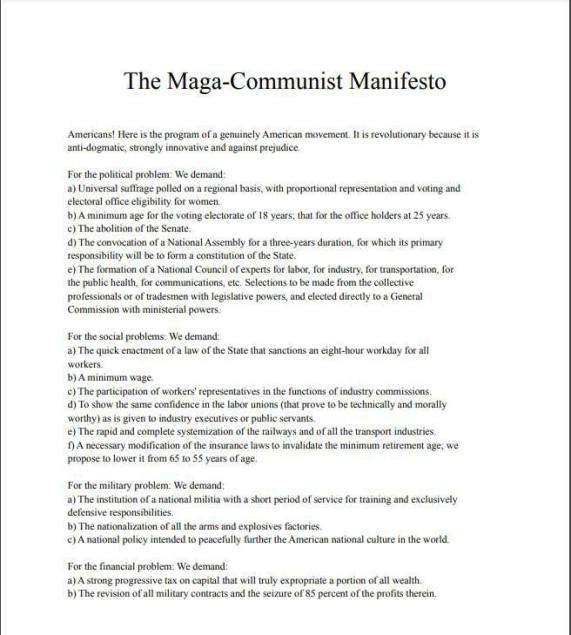 The Maga-Communist Manifesto
Americans! Here is the program of a genuinely American movement. It is revolutionary because it is
anti-dogmatic, strongly innovative and against prejudice.
For the political problem: We demand:
a) Universal suffrage polled on a regional basis, with proportional representation and voting and
electoral office eligibility for women.
b) A minimum age for the voting electorate of 18 years; that for the office holders at 25 years.
c) The abolition of the Senate.
d) The convocation of a National Assembly for a three-years duration, for which its primary
responsibility will be to form a constitution of the State.
e) The formation of a National Council of experts for labor, for industry, for transportation, for
the public health, for communications, etc. Selections to be made from the collective
professionals or of tradesmen with legislative powers, and elected directly to a General
Commission with ministerial powers.
For the social problems: We demand:
a) The quick enactment of a law of the State that sanctions an eight-hour workday for all
workers.
b) A minimum wage.
c) The participation of workers' representatives in the functions of industry commissions.
d) To show the same confidence in the labor unions (that prove to be technically and morally
worthy) as is given to industry executives or public servants.
e) The rapid and complete systemization of the railways and of all the transport industries.
f) A necessary modification of the insurance laws to invalidate the minimum retirement age; we
propose to lower it from 65 to 55 years of age.
For the military problem: We demand:
a) The institution of a national militia with a short period of service for training and exclusively
defensive responsibilities.
b) The nationalization of all the arms and explosives factories.
c) A national policy intended to peacefully further the American national culture in the world.
For the financial problem: We demand:
a) A strong progressive tax on capital that will truly expropriate a portion of all wealth.
b) The revision of all military contracts and the seizure of 85 percent of the profits therein.